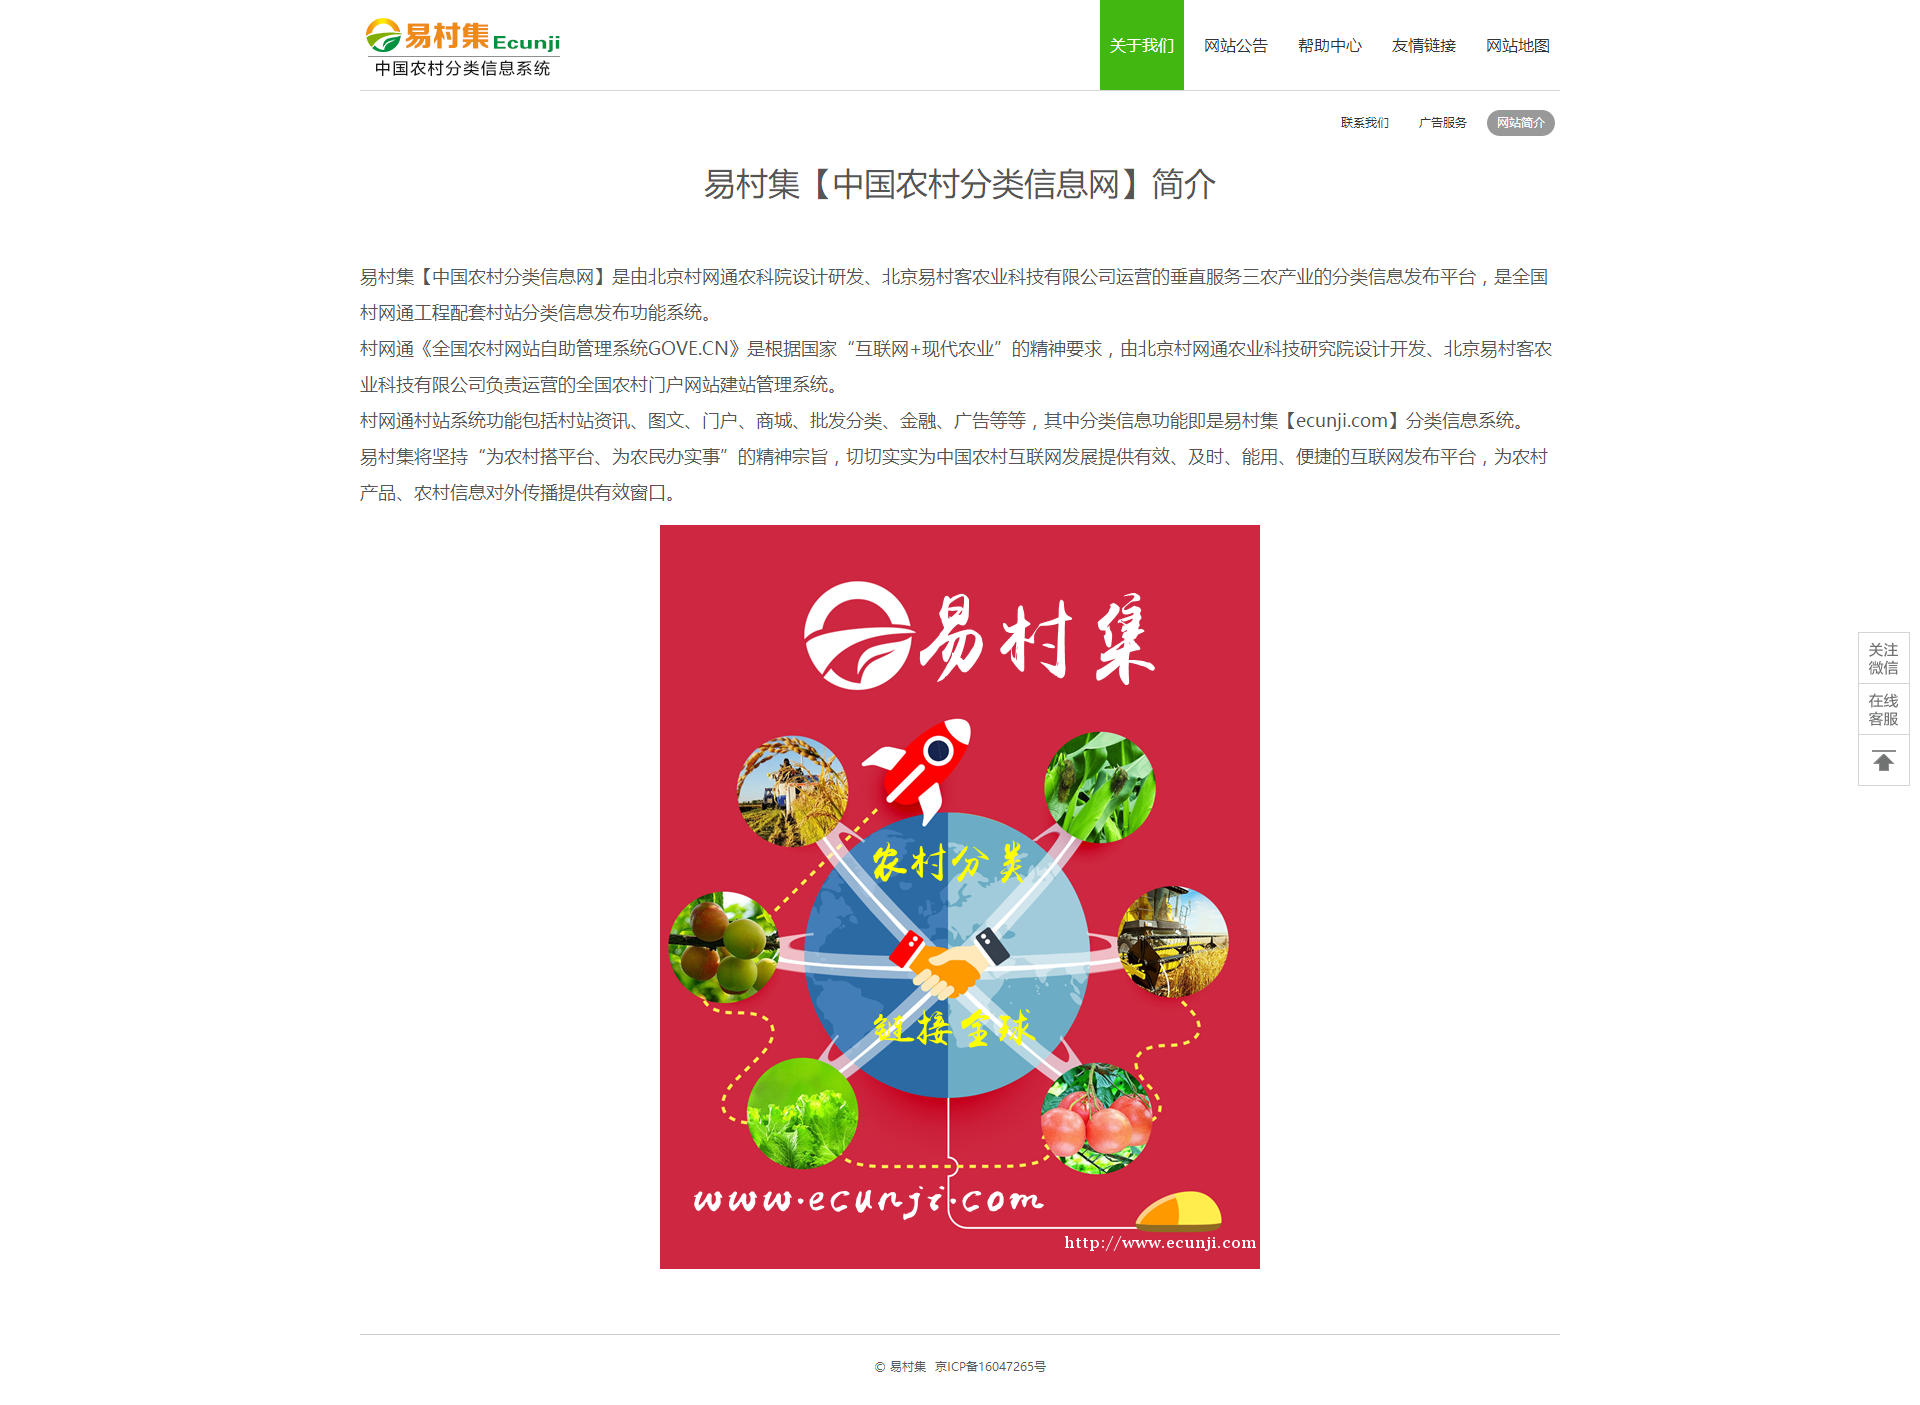 易村集 Ecunji
中国农村分类信息系统
关于我们 网站公告 帮助中心 友情链接 网站地图
联系我们 广告服务 网站简介
易村集【中国农村分类信息网】简介
易村集【中国农村分类信息网】是由北京村网通农科院设计研发、北京易村客农业科技有限公司运营的垂直服务三农产业的分类信息发布平台，是全国
村网通工程配套村站分类信息发布功能系统。
村网通《全国农村网站自助管理系统GOVE.CN》是根据国家“互联网+现代农业”的精神要求，由北京村网通农业科技研究院设计开发、北京易村客农
业科技有限公司负责运营的全国农村门户网站建站管理系统。
村网通村站系统功能包括村站资讯、图文、门户、商城、批发分类、金融、广告等等，其中分类信息功能即是易村集【ecunji.com】分类信息系统。
易村集将坚持“为农村搭平台、为农民办实事”的精神宗旨，切切实实为中国农村互联网发展提供有效、及时、能用、便捷的互联网发布平台，为农村
产品、农村信息对外传播提供有效窗口。
易村集
农村分类
链接全球
www.ecunji.com
http://www.ecunji.com
关注
微信
在线
客服
© 易村集 京ICP备16047265号